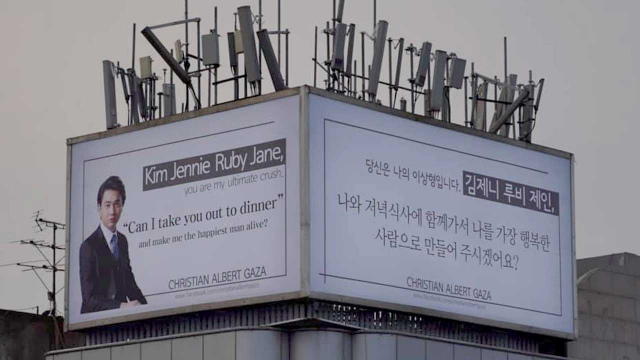 Kim Jennie Ruby Jane,
you are my ultimate crush.
"Can I take you out to dinner"
and make me the happiest man alive?
CHRISTIAN ALBERT GAZA
당신은 나의 이상형입니다. 김제니 루비 제인,
나와 저녁식사에 함께가서 나를 가장 행복한
사람으로 만들어 주시겠어요?
CHRISTIAN ALBERT GAZA